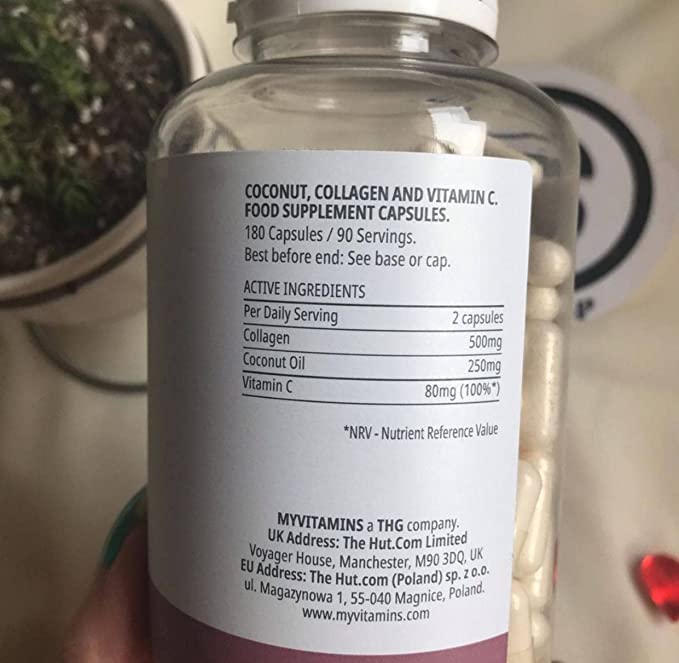 COCONUT, COLLAGEN AND VITAMIN C.
FOOD SUPPLEMENT CAPSULES.
180 Capsules / 90 Servings.
Best before end: See base or cap.
ACTIVE INGREDIENTS
Per Daily Serving 2 capsules
Collagen 500mg
Coconut Oil 250mg
Vitamin C 80mg (100%*)
*NRV - Nutrient Reference Value
MYVITAMINS a THG company.
UK Address: The Hut.Com Limited
Voyager House, Manchester, M90 3DQ, UK
EU Address: The Hut.com (Poland) sp. z o.o.
ul. Magazynowa 1, 55-040 Magnice, Poland.
www.myvitamins.com